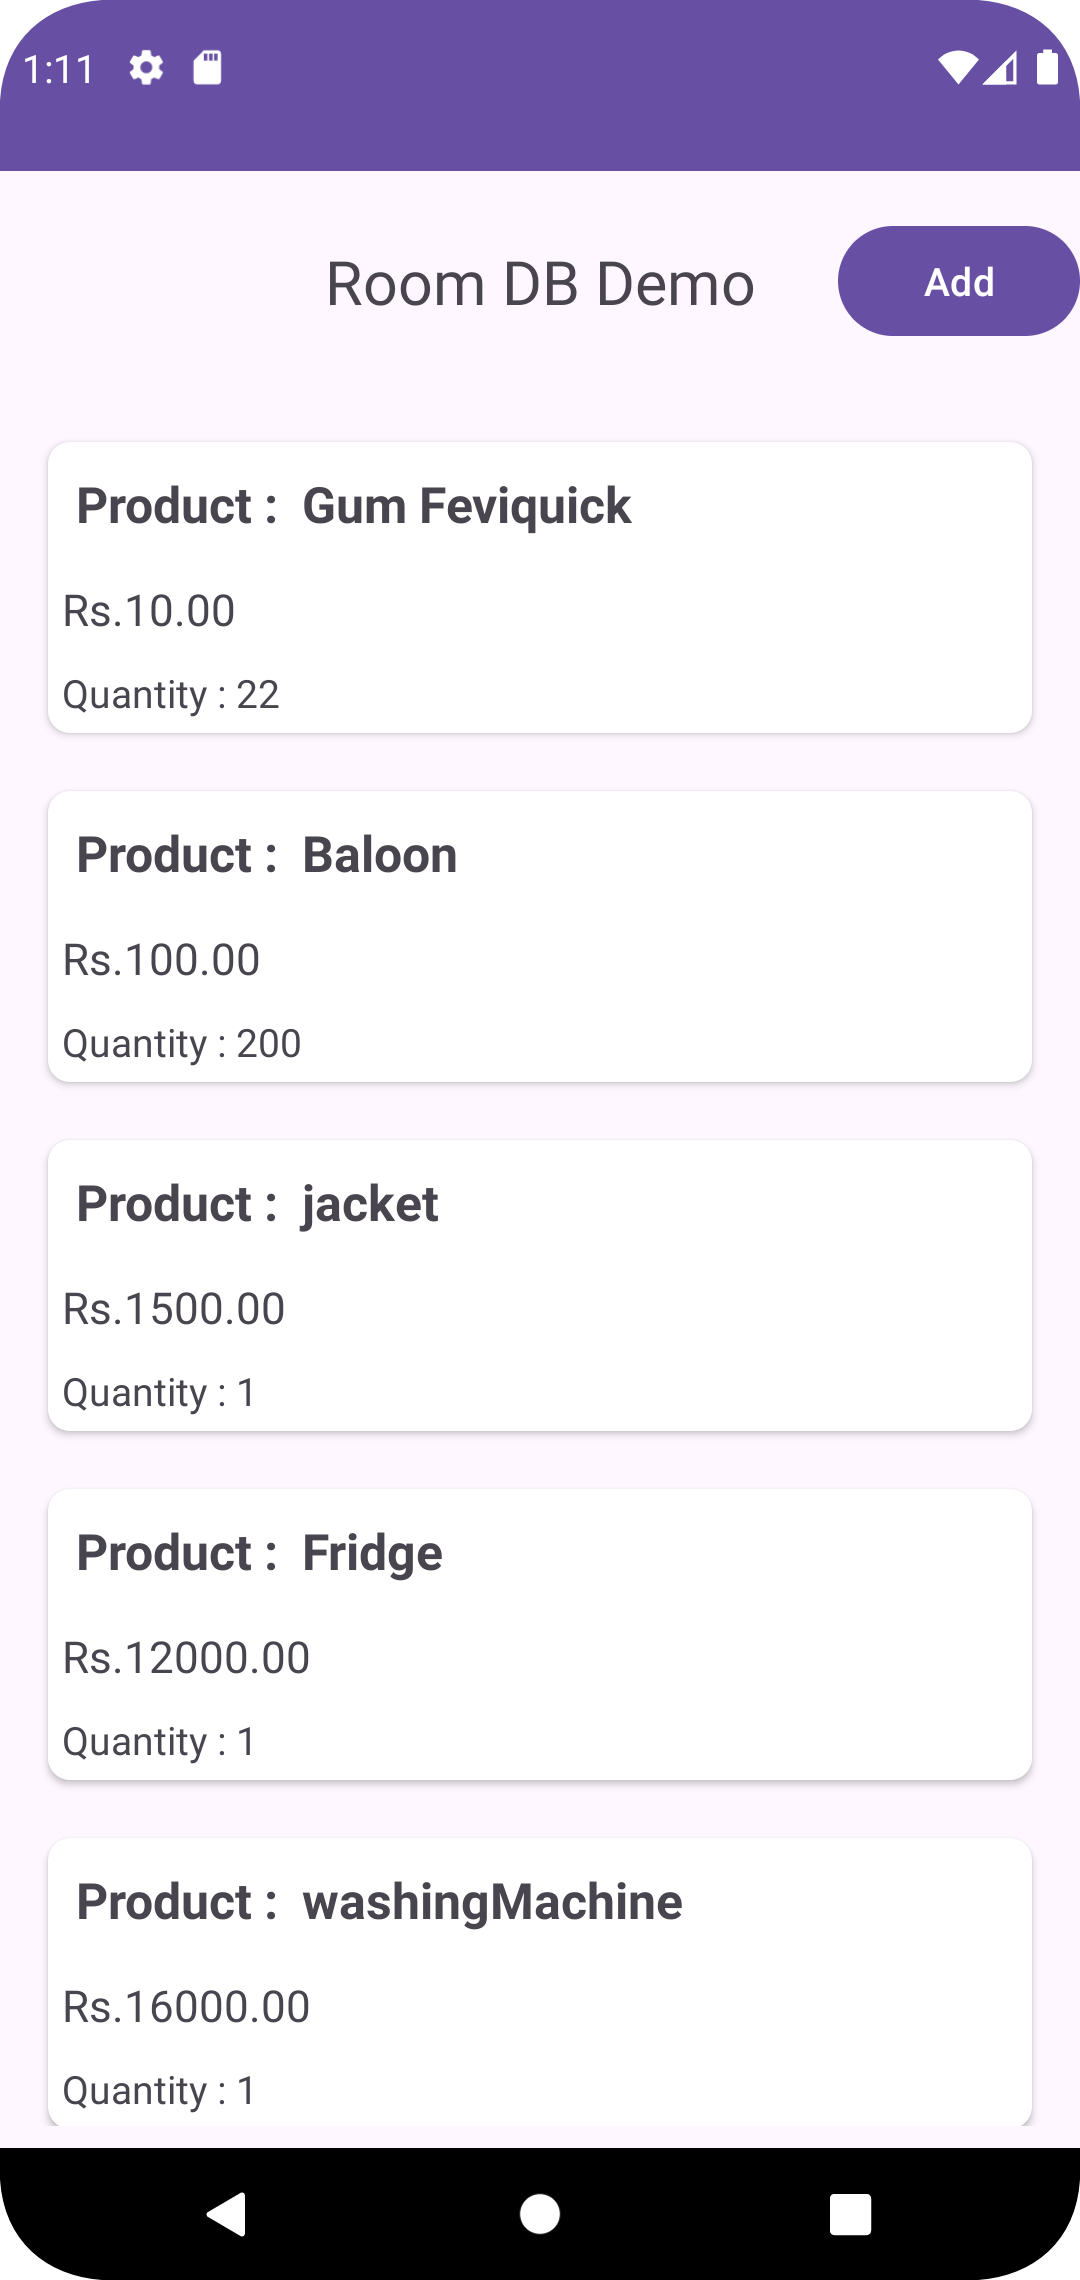 1:11
Room DB Demo
Add
Product : Gum Feviquick
Rs.10.00
Quantity : 22
Product : Baloon
Rs.100.00
Quantity : 200
Product : jacket
Rs.1500.00
Quantity : 1
Product : Fridge
Rs.12000.00
Quantity : 1
Product : washingMachine
Rs.16000.00
Quantity : 1